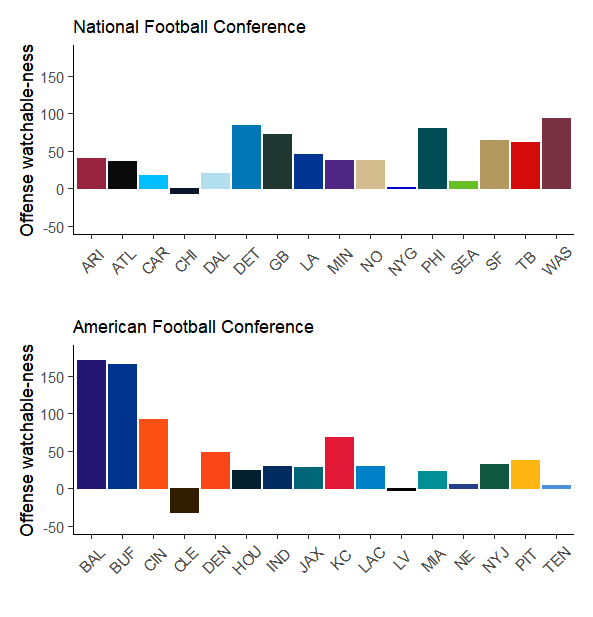 National Football Conference
Offense watchable-ness
150
100
50
0
-50
ARI ATL CAR CHI DAL DET GB LA MIN NO NYG PHI SEA SF TB WAS
American Football Conference
Offense watchable-ness
150
100
50
0
-50
BAL BUF CIN CLE DEN HOU IND JAX KC LAC LV MIA NE NYJ PIT TEN